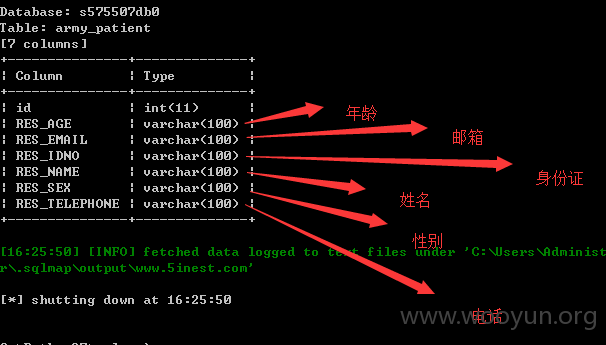 Database: s575507db0
Table: army_patient
[7 columns]
+---------------+---------------+
| Column | Type |
+---------------+---------------+
| id | int(11) |
| RES_AGE | varchar(100) | 年龄
| RES_EMAIL | varchar(100) | 邮箱
| RES_IDNO | varchar(100) | 身份证
| RES_NAME | varchar(100) | 姓名
| RES_SEX | varchar(100) | 性别
| RES_TELEPHONE | varchar(100) | 电话
+---------------+---------------+
[16:25:50] [INFO] fetched data logged to text files under 'C:\Users\Administ
r\.sqlmap\output\www.5inest.com'
[*] shutting down at 16:25:50
www.wooyun.org